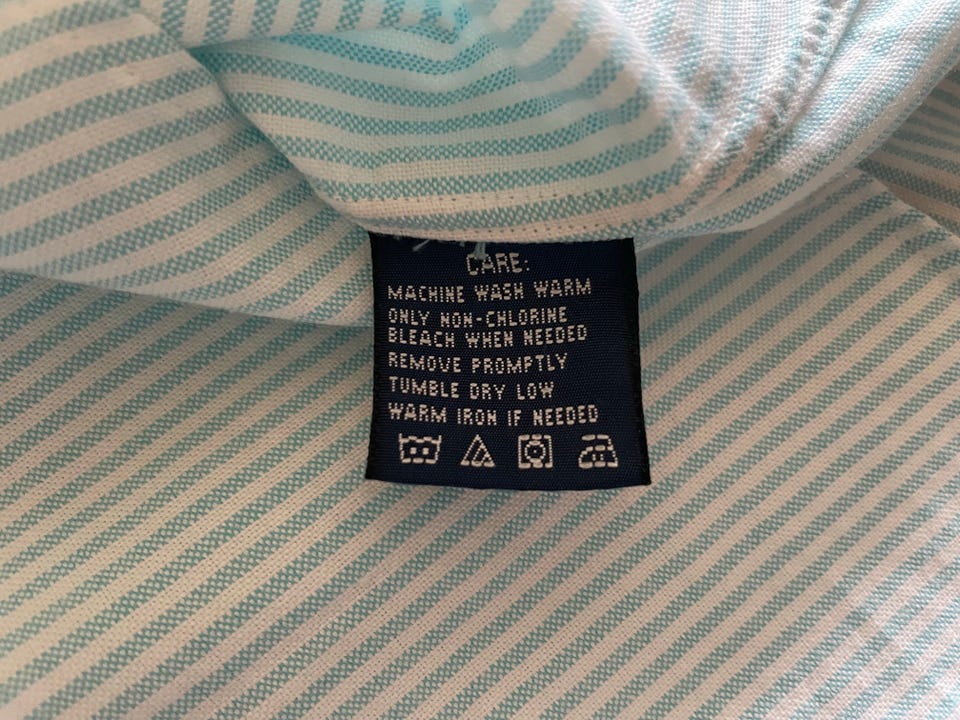 CARE:
MACHINE WASH WARM
ONLY NON-CHLORINE
BLEACH WHEN NEEDED
REMOVE PROMPTLY
TUMBLE DRY LOW
WARM IRON IF NEEDED